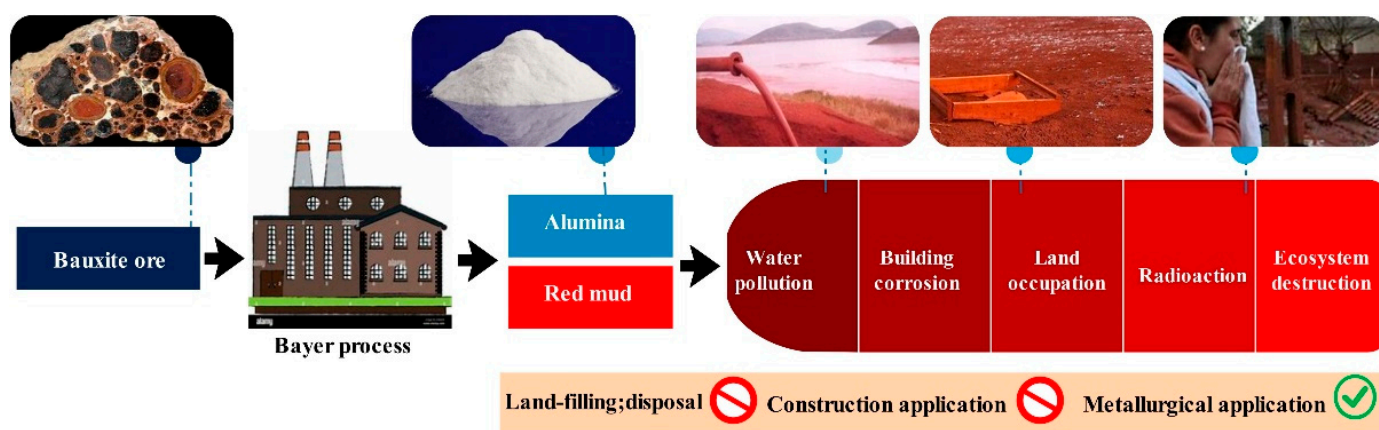 Bauxite ore
alamy
Bayer process
Alumina
Red mud
Water
pollution
Building
corrosion
Land
occupation
Radioaction
Ecosystem
destruction
Land-filling;disposal
Construction application
Metallurgical application